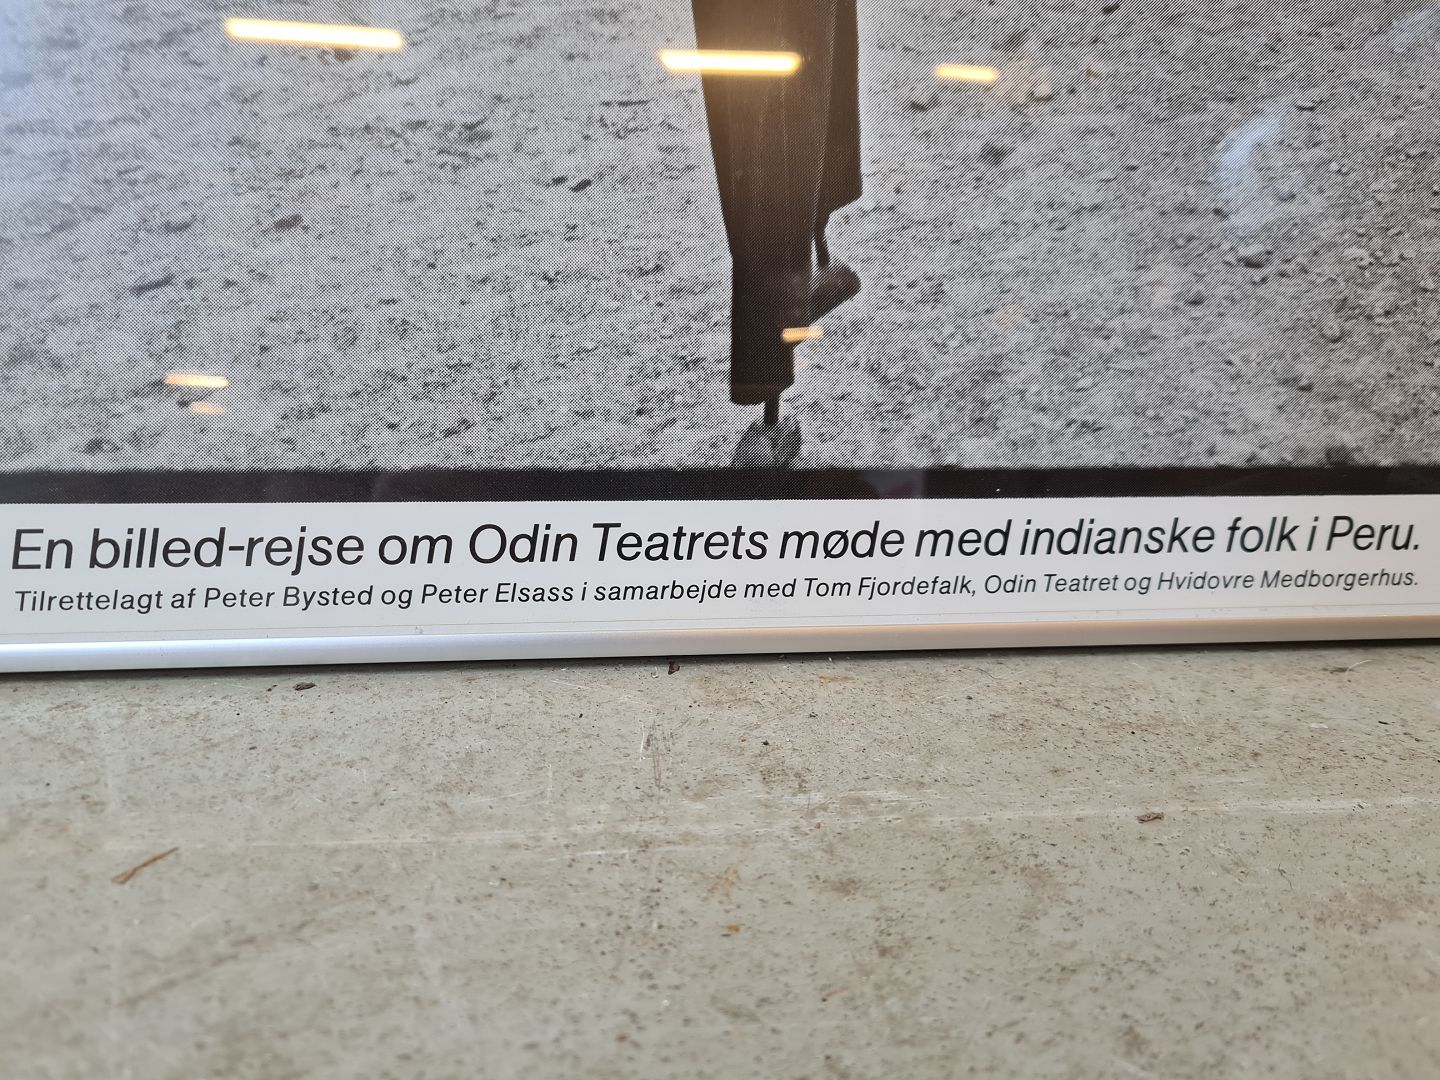 En billed-rejse om Odin Teatrets møde med indianske folk i Peru.
Tilrettelagt af Peter Bysted og Peter Elsass i samarbejde med Tom Fjordefalk, Odin Teatret og Hvidovre Medborgerhus.